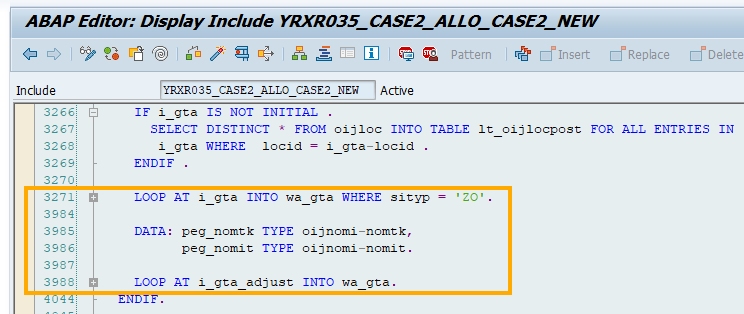 ABAP Editor: Display Include YRXR035_CASE2_ALLO_CASE2_NEW
Pattern Insert Replace Delete
Include YRXR035_CASE2_ALLO_CASE2_NEW Active
3266 IF i_gta IS NOT INITIAL .
3267 SELECT DISTINCT * FROM oijloc INTO TABLE lt_oijlocpost FOR ALL ENTRIES IN
3268 i_gta WHERE locid = i_gta-locid .
3269 ENDIF .
3270
3271 LOOP AT i_gta INTO wa_gta WHERE sityp = 'ZO'.
3984
3985 DATA: peg_nomtk TYPE oijnomi-nomtk,
3986 peg_nomit TYPE oijnomi-nomit.
3987
3988 LOOP AT i_gta_adjust INTO wa_gta.
4044 ENDIF.